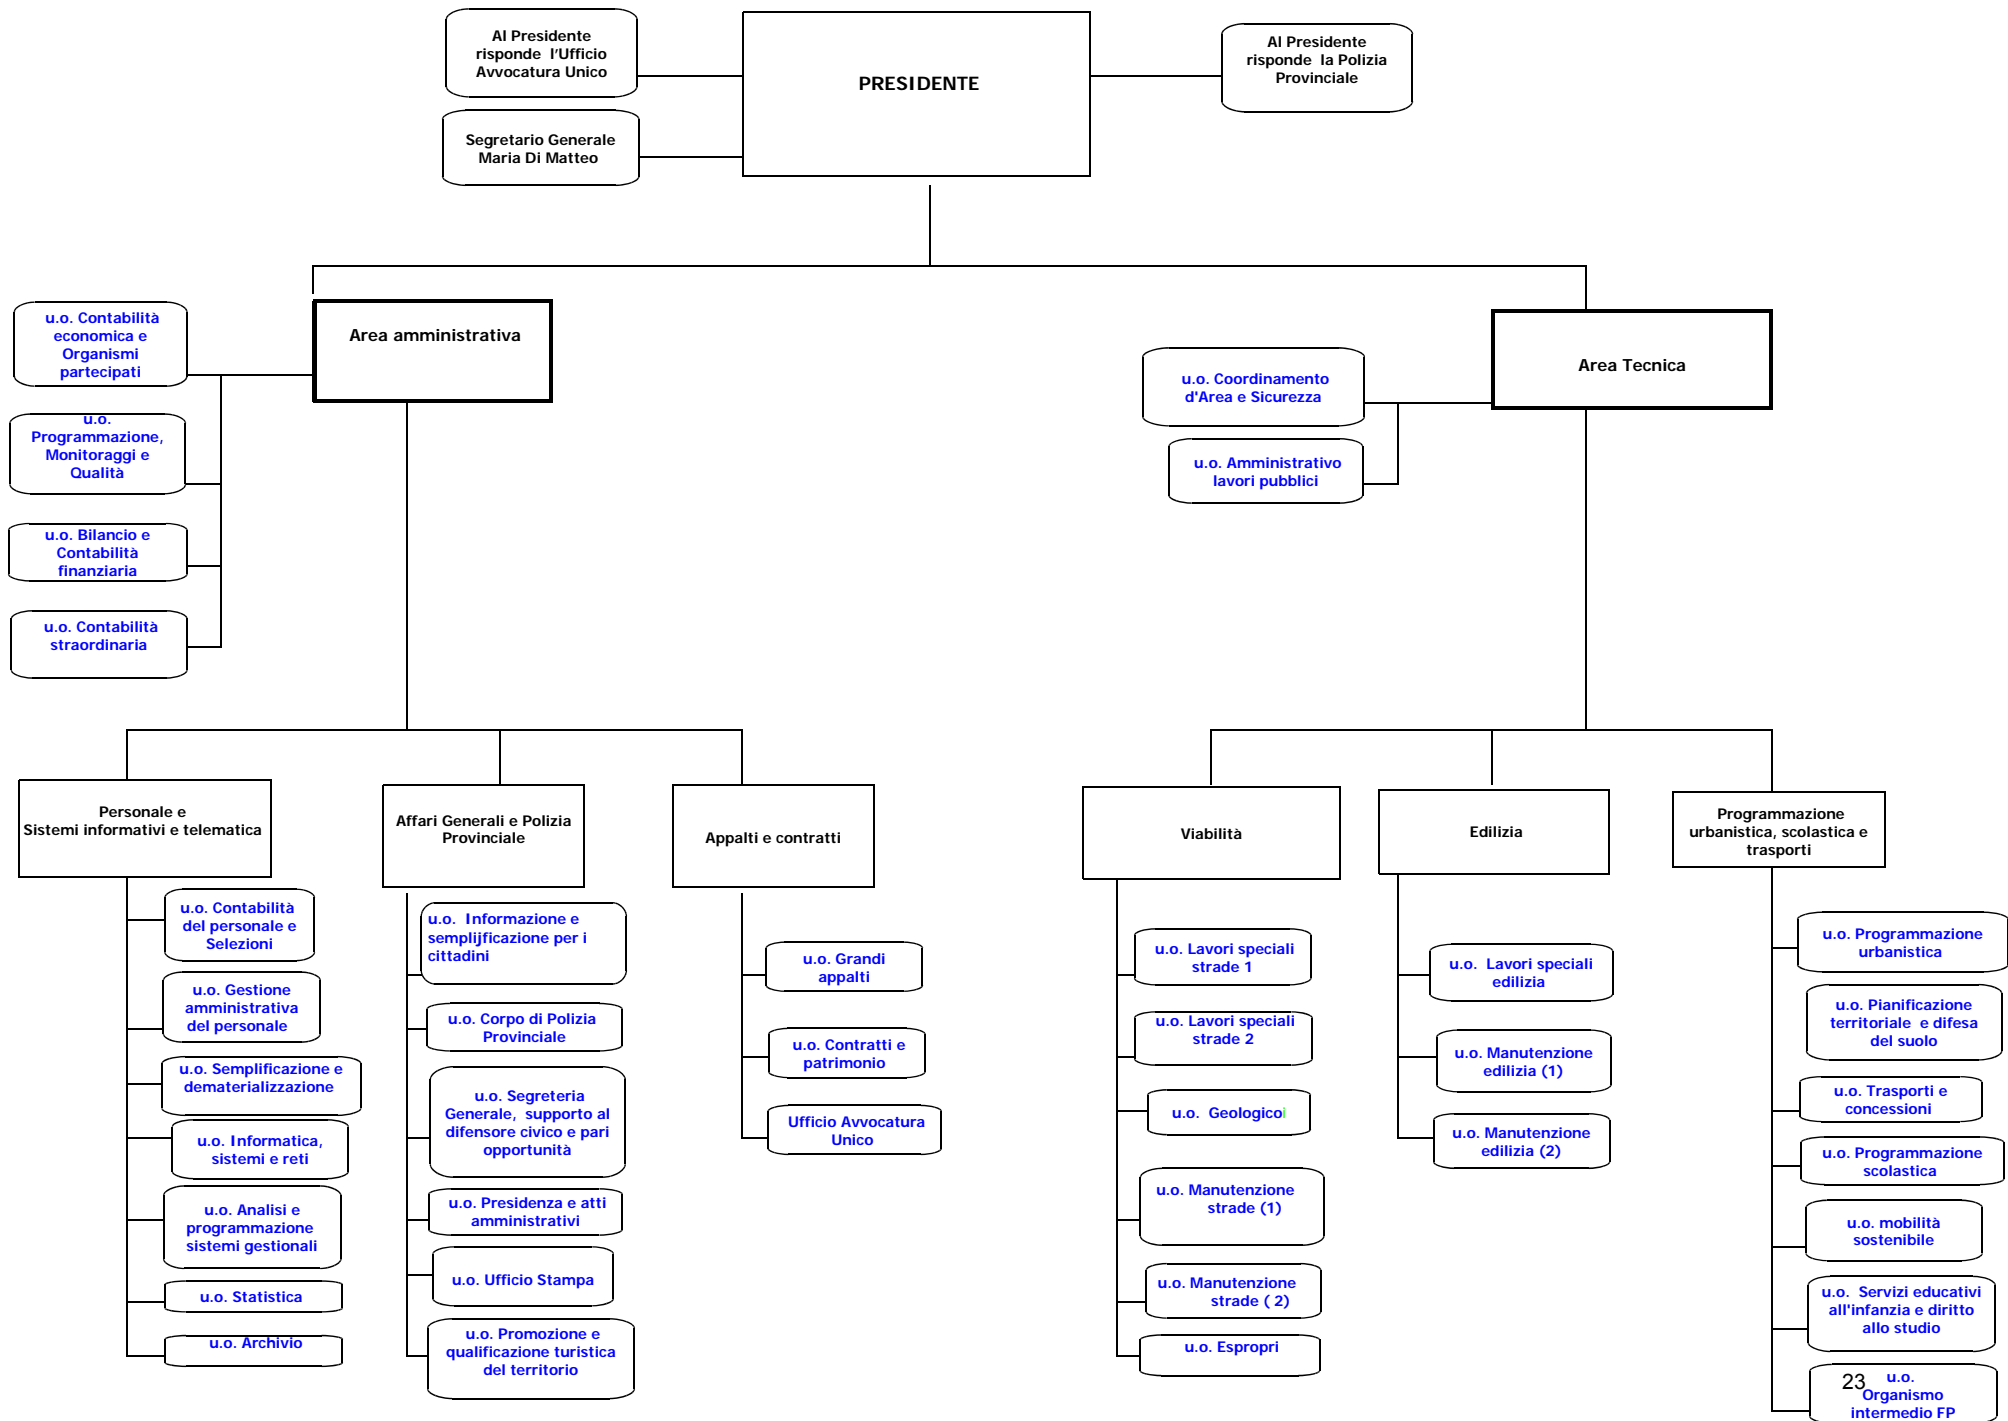 Al Presidente
risponde l'Ufficio
Avvocatura Unico
PRESIDENTE
Al Presidente
risponde la Polizia
Provinciale
Segretario Generale
Maria Di Matteo
Area amministrativa
u.o. Contabilità
economica e
Organismi
partecipati
u.o.
Programmazione,
Monitoraggi e
Qualità
u.o. Bilancio e
Contabilità
finanziaria
u.o. Contabilità
straordinaria
Area Tecnica
u.o. Coordinamento
d'Area e Sicurezza
u.o. Amministrativo
lavori pubblici
Personale e
Sistemi informativi e telematica
u.o. Contabilità
del personale e
Selezioni
u.o. Gestione
amministrativa
del personale
u.o. Semplificazione e
dematerializzazione
u.o. Informatica,
sistemi e reti
u.o. Analisi e
programmazione
sistemi gestionali
u.o. Statistica
u.o. Archivio
Affari Generali e Polizia
Provinciale
u.o. Informazione e
semplijficazione per i
cittadini
u.o. Corpo di Polizia
Provinciale
u.o. Segreteria
Generale, supporto al
difensore civico e pari
opportunità
u.o. Presidenza e atti
amministrativi
u.o. Ufficio Stampa
u.o. Promozione e
qualificazione turistica
del territorio
Appalti e contratti
u.o. Grandi
appalti
u.o. Contratti e
patrimonio
Ufficio Avvocatura
Unico
Viabilità
u.o. Lavori speciali
strade 1
u.o. Lavori speciali
strade 2
u.o. Geologicoi
u.o. Manutenzione
strade (1)
u.o. Manutenzione
strade ( 2)
u.o. Espropri
Edilizia
u.o. Lavori speciali
edilizia
u.o. Manutenzione
edilizia (1)
u.o. Manutenzione
edilizia (2)
Programmazione
urbanistica, scolastica e
trasporti
u.o. Programmazione
urbanistica
u.o. Pianificazione
territoriale e difesa
del suolo
u.o. Trasporti e
concessioni
u.o. Programmazione
scolastica
u.o. mobilità
sostenibile
u.o. Servizi educativi
all'infanzia e diritto
allo studio
u.o.
Organismo
intermedio FP
23